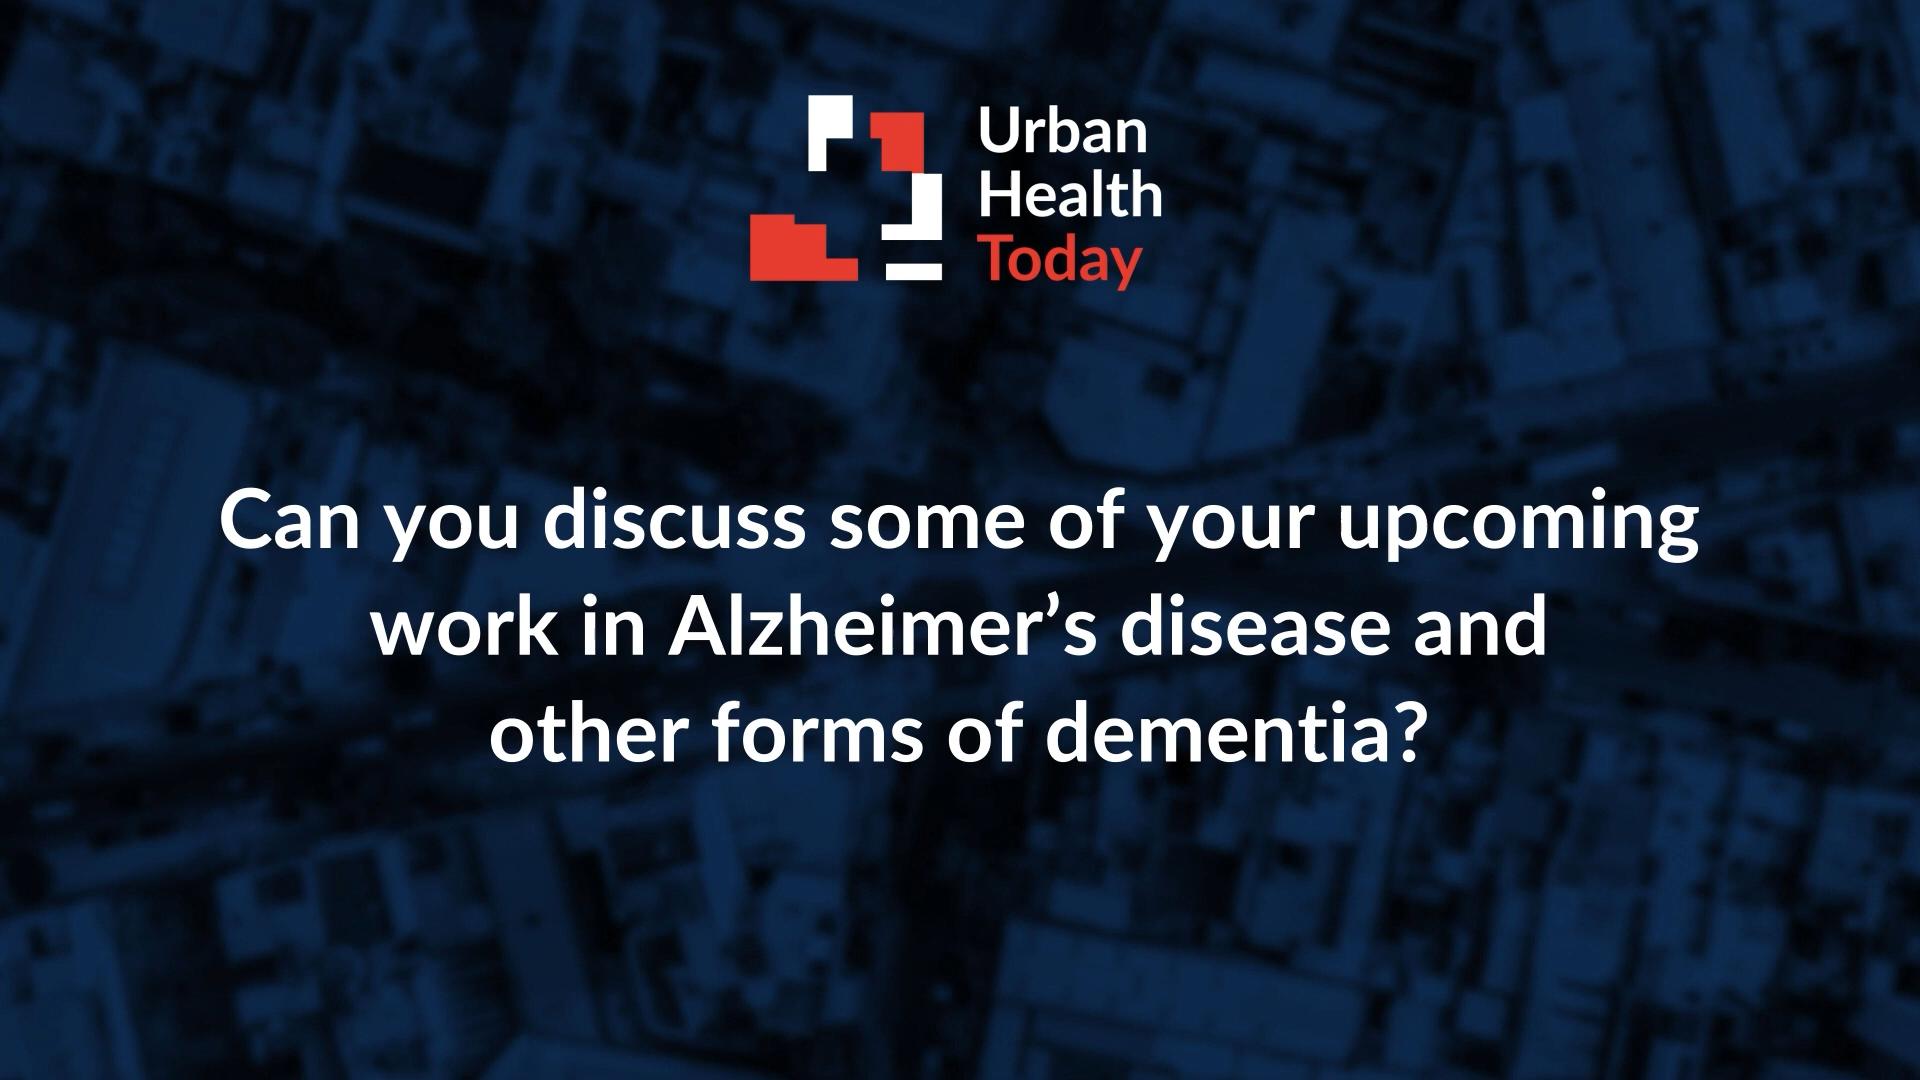 Urban
Health
Today
Can you discuss some of your upcoming
work in Alzheimer’s disease and
other forms of dementia?